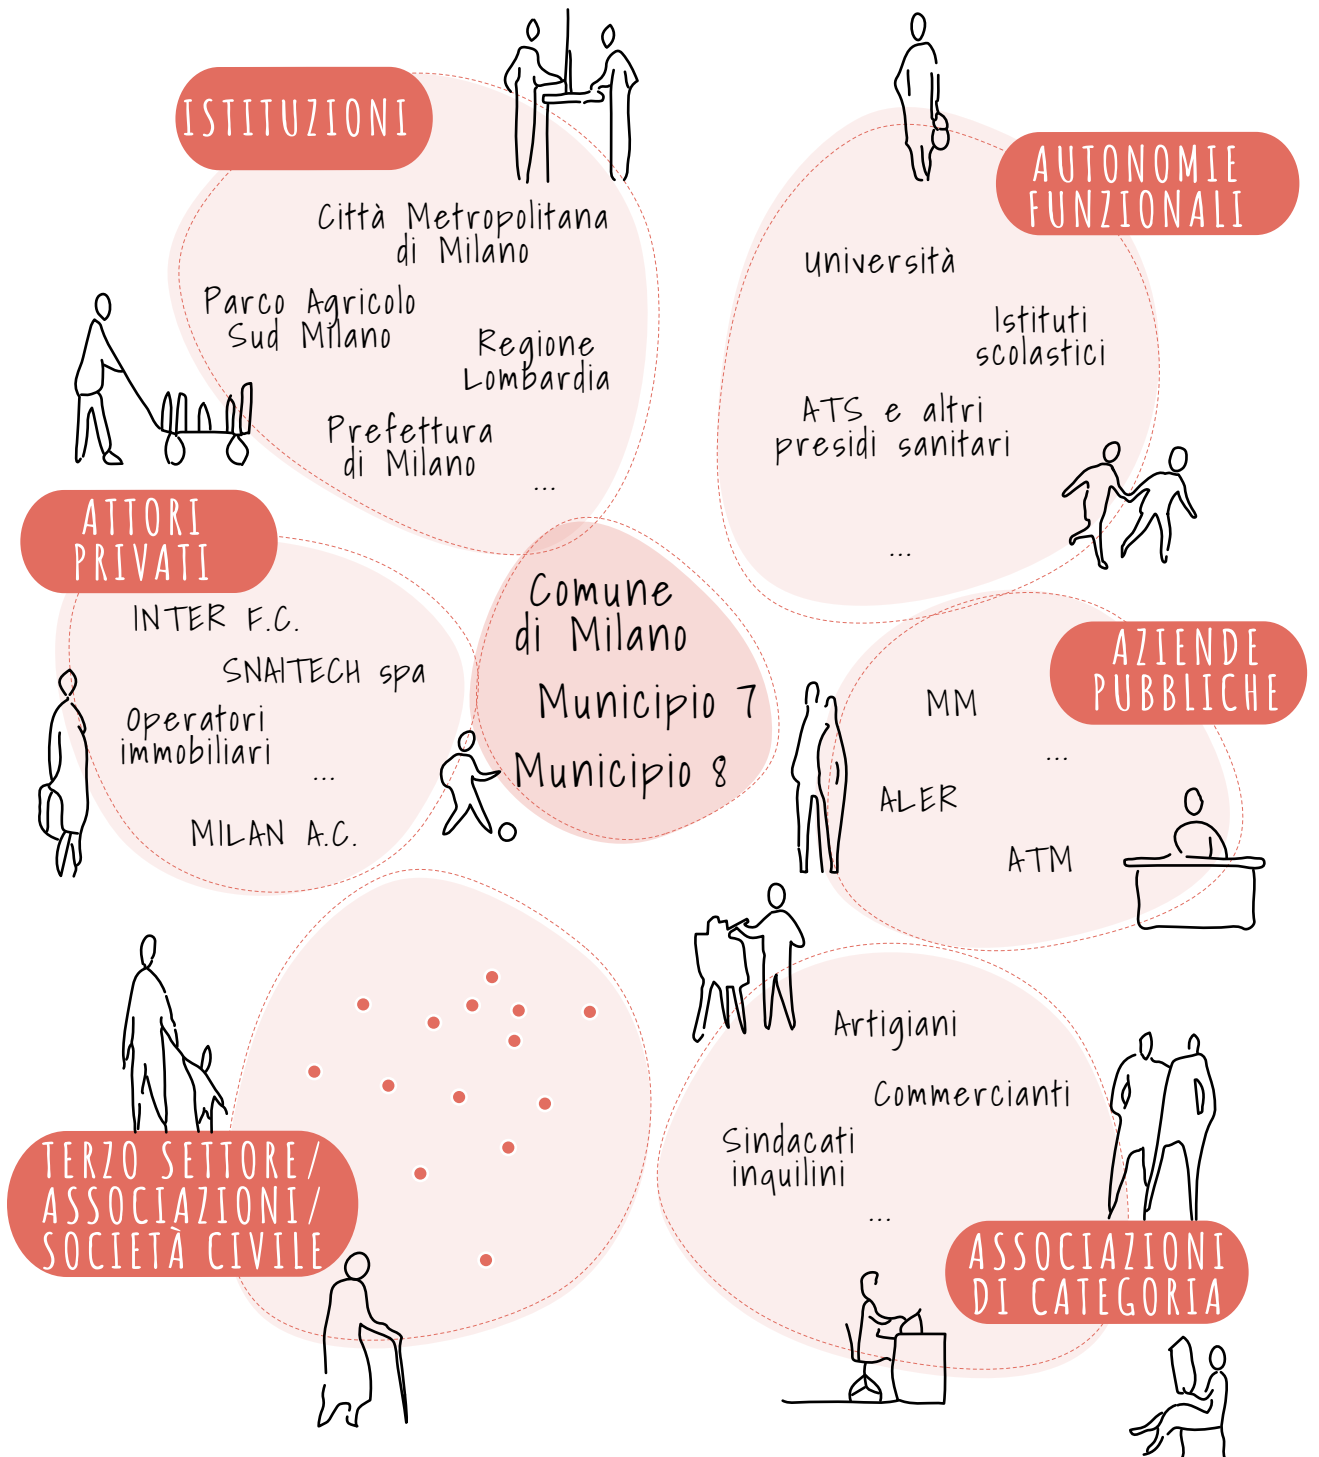 ISTITUZIONI
Città Metropolitana
di Milano
Parco Agricolo
Sud Milano
Regione
Lombardia
Prefettura
di Milano
...
AUTONOMIE
FUNZIONALI
Università
Istituti
scolastici
ATS e altri
presidi sanitari
...
ATTORI
PRIVATI
INTER F.C.
SNAITECH spa
Operatori
immobiliari
...
MILAN A.C.
Comune
di Milano
Municipio 7
Municipio 8
AZIENDE
PUBBLICHE
MM
...
ALER
ATM
TERZO SETTORE/
ASSOCIAZIONI/
SOCIETÀ CIVILE
Artigiani
Commercianti
Sindacati
inquilini
...
ASSOCIAZIONI
DI CATEGORIA